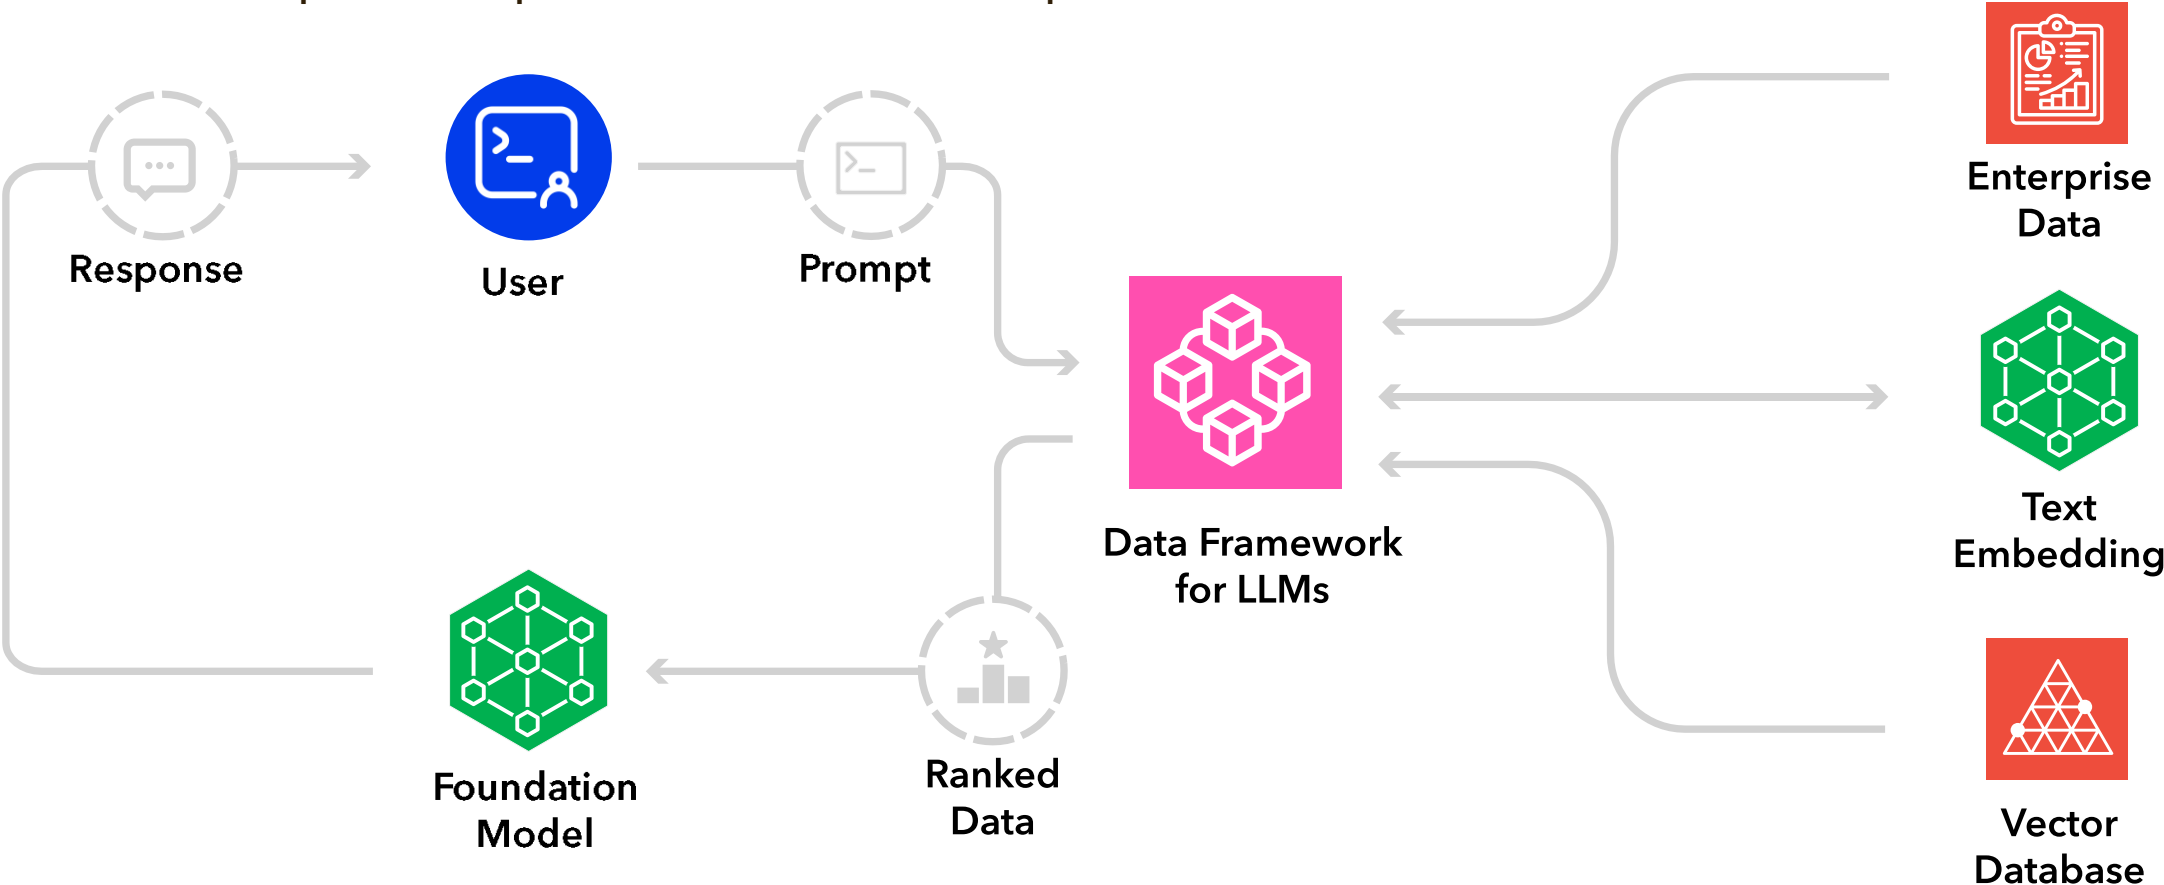 Response
User
Prompt
Enterprise
Data
Data Framework
for LLMs
Text
Embedding
Foundation
Model
Ranked
Data
Vector
Database